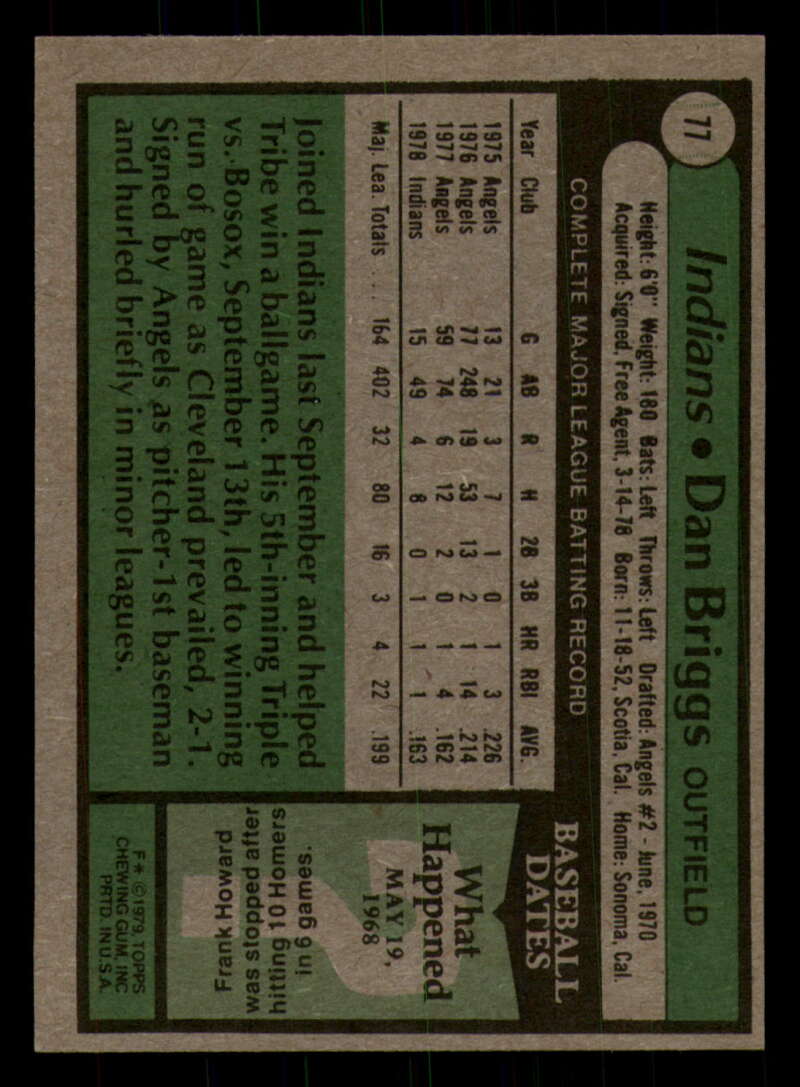 77
Indians • Dan Briggs OUTFIELD
Height: 6'0" Weight: 180 Bats: Left Throws: Left Drafted: Angels #2 - June, 1970
Acquired: Signed, Free Agent, 3-14-78 Born: 11-18-52, Scotia, Cal. Home: Sonoma, Cal.
COMPLETE MAJOR LEAGUE BATTING RECORD
Year Club G AB R H 2B 3B HR RBI AVG.
1975 Angels 13 21 3 7 1 0 1 3 .226
1976 Angels 77 248 19 53 13 2 1 14 .214
1977 Angels 59 74 6 12 2 0 1 4 .162
1978 Indians 15 49 4 8 0 1 1 1 .163
Maj. Lea. Totals ... 164 402 32 80 16 3 4 22 .199
Joined Indians last September and helped
Tribe win a ballgame. His 5th-inning Triple
vs. Bosox, September 13th, led to winning
run of game as Cleveland prevailed, 2-1.
Signed by Angels as pitcher-1st baseman
and hurled briefly in minor leagues.
BASEBALL
DATES
What
Happened
MAY 19,
1968
?
Frank Howard
was stopped after
hitting 10 Homers
in 6 games.
F* © 1979, TOPPS
CHEWING GUM, INC
PRTD. IN U.S.A.